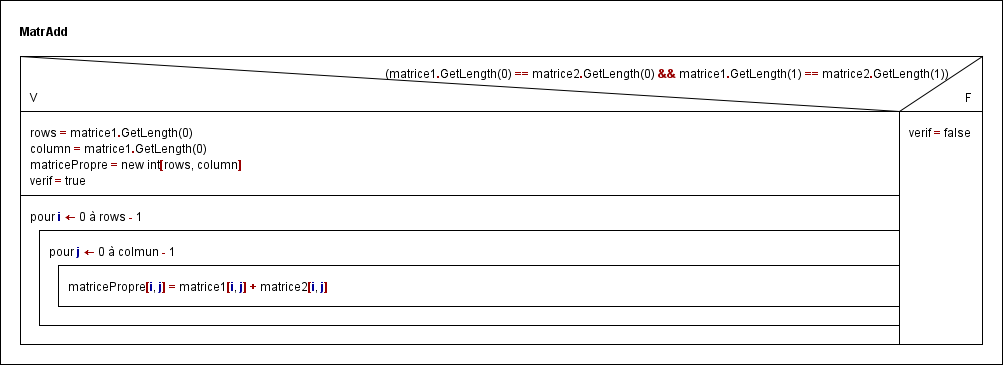 MatrAdd
(matrice1.GetLength(0) == matrice2.GetLength(0) && matrice1.GetLength(1) == matrice2.GetLength(1))
V
F
rows = matrice1.GetLength(0)
column = matrice1.GetLength(0)
matricePropre = new int[rows, column]
verif = true
verif = false
pour i ← 0 à rows - 1
pour j ← 0 à colmun - 1
matricePropre[i, j] = matrice1[i, j] + matrice2[i, j]